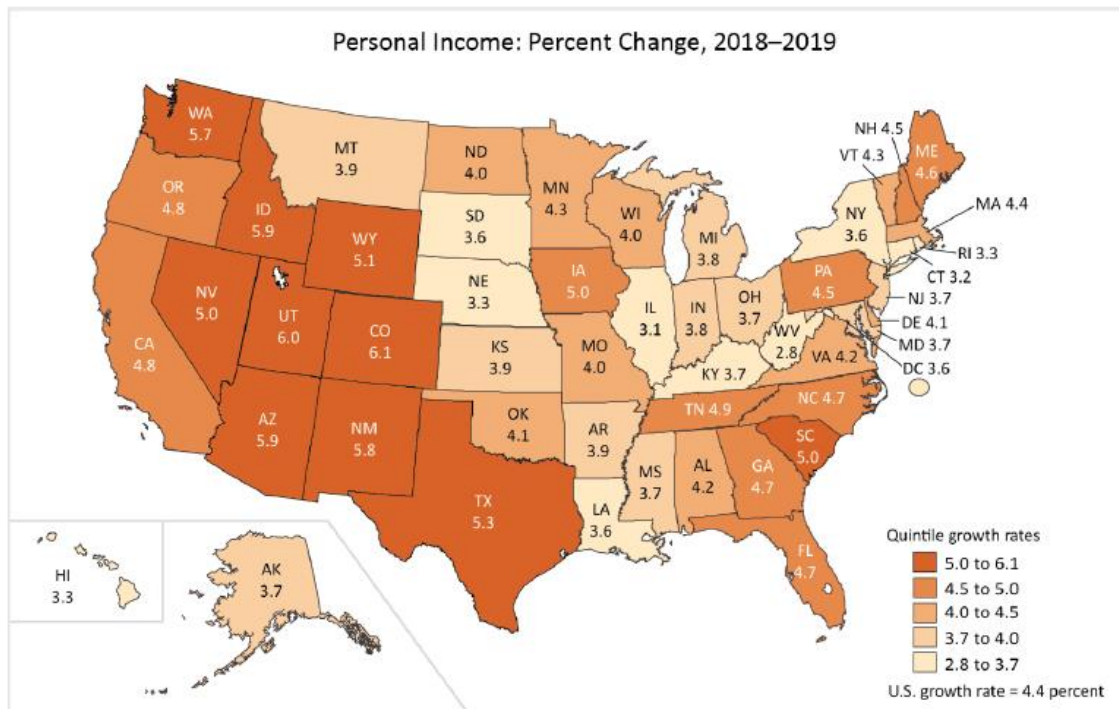 Personal Income: Percent Change, 2018–2019
WA
5.7
MT
3.9
ND
4.0
MN
4.3
NH 4.5
VT 4.3
ME
4.6
OR
4.8
ID
5.9
SD
3.6
WI
4.0
MI
3.8
NY
3.6
MA 4.4
WY
5.1
RI 3.3
CT 3.2
NE
3.3
IA
5.0
PA
4.5
NJ 3.7
NV
5.0
UT
6.0
CO
6.1
IL
3.1
IN
3.8
OH
3.7
WV
2.8
DE 4.1
MD 3.7
DC 3.6
CA
4.8
KS
3.9
MO
4.0
KY 3.7
VA 4.2
AZ
5.9
NM
5.8
OK
4.1
AR
3.9
TN 4.9
NC 4.7
SC
5.0
TX
5.3
LA
3.6
MS
3.7
AL
4.2
GA
4.7
FL
4.7
HI
3.3
AK
3.7
Quintile growth rates
5.0 to 6.1
4.5 to 5.0
4.0 to 4.5
3.7 to 4.0
2.8 to 3.7
U.S. growth rate = 4.4 percent